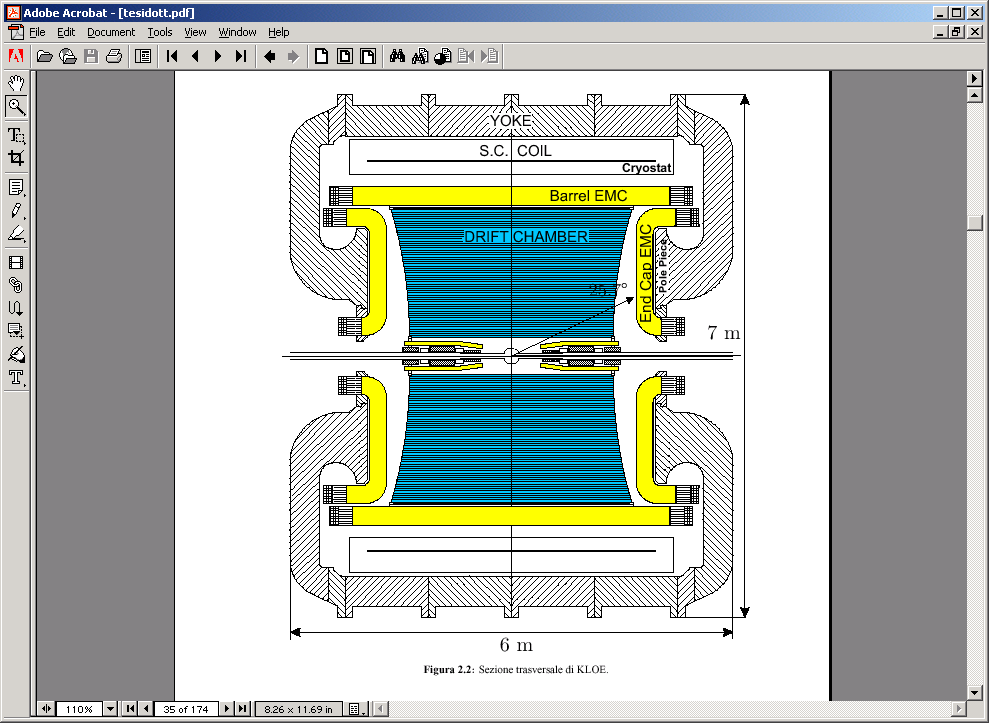 Adobe Acrobat - [tesidott.pdf]
File Edit Document Tools View Window Help
YOKE
S.C. COIL
Cryostat
Barrel EMC
DRIFT CHAMBER
End Cap EMC
Pole Piece
25.7°
7 m
6 m
Figura 2.2: Sezione trasversale di KLOE.
110% 35 of 174 8.26 x 11.69 in